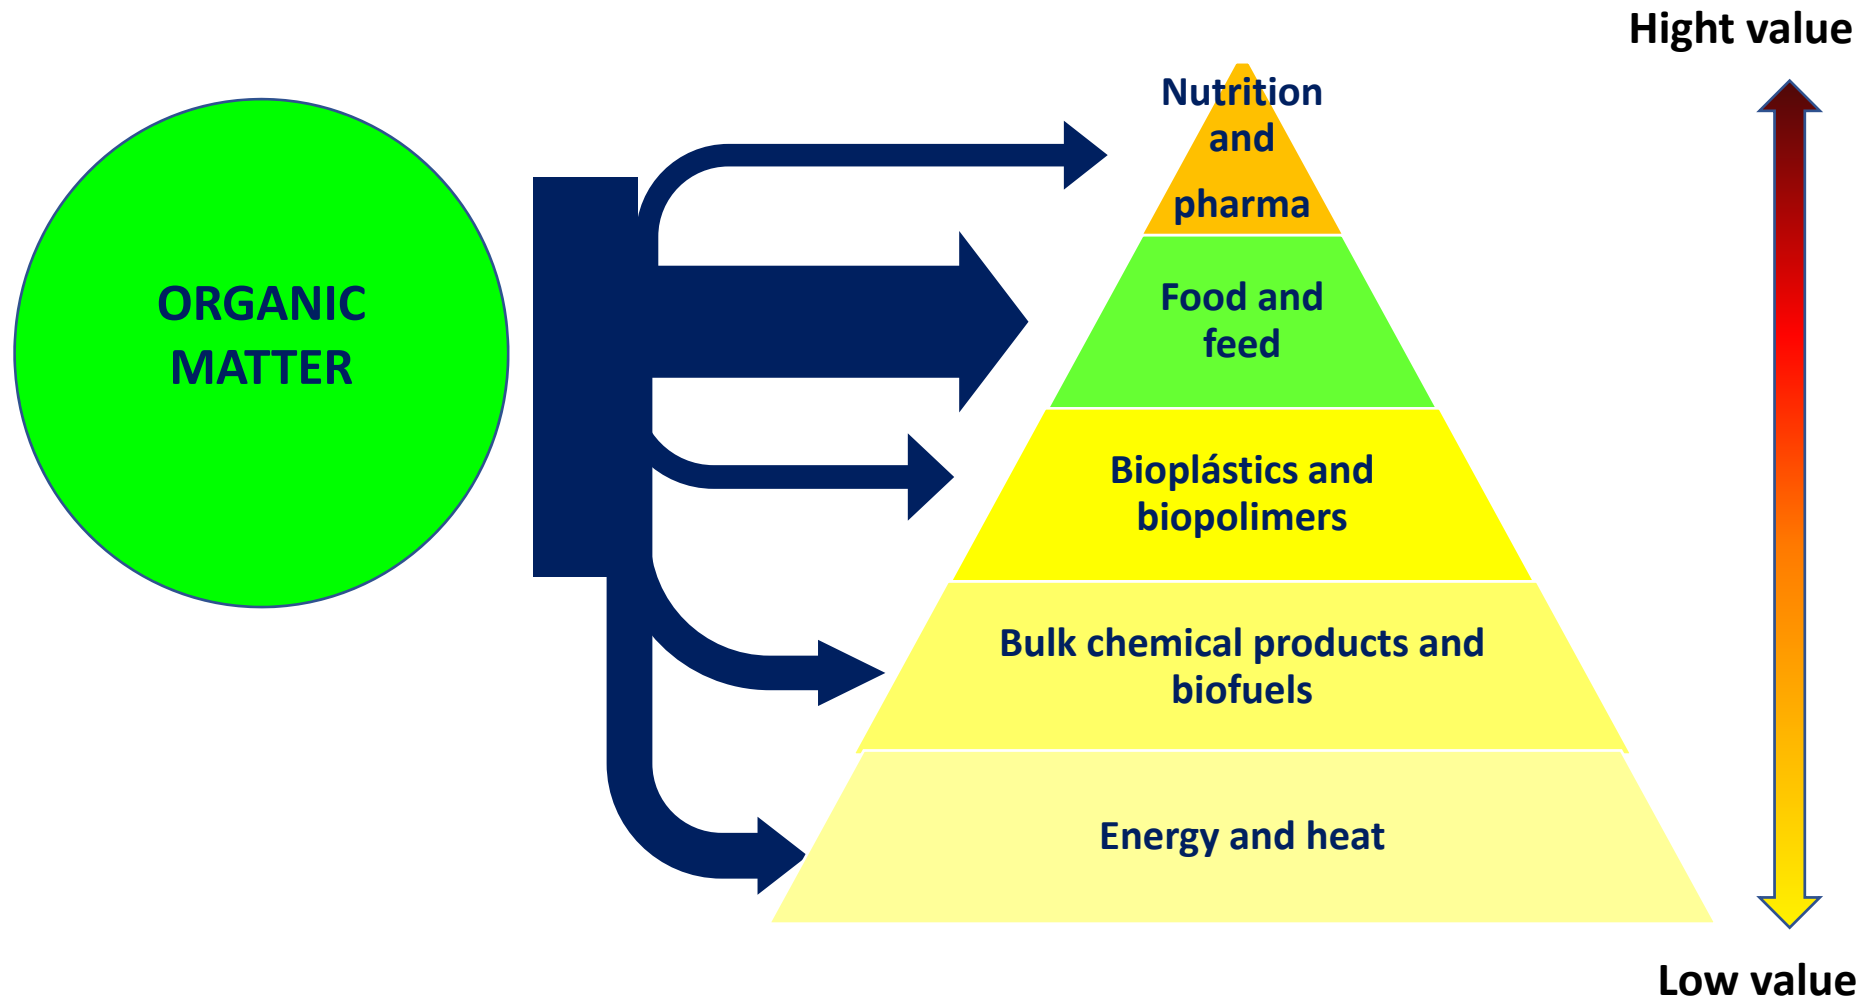 Hight value
Nutrition
and
pharma
ORGANIC
MATTER
Food and
feed
Bioplástics and
biopolimers
Bulk chemical products and
biofuels
Energy and heat
Low value